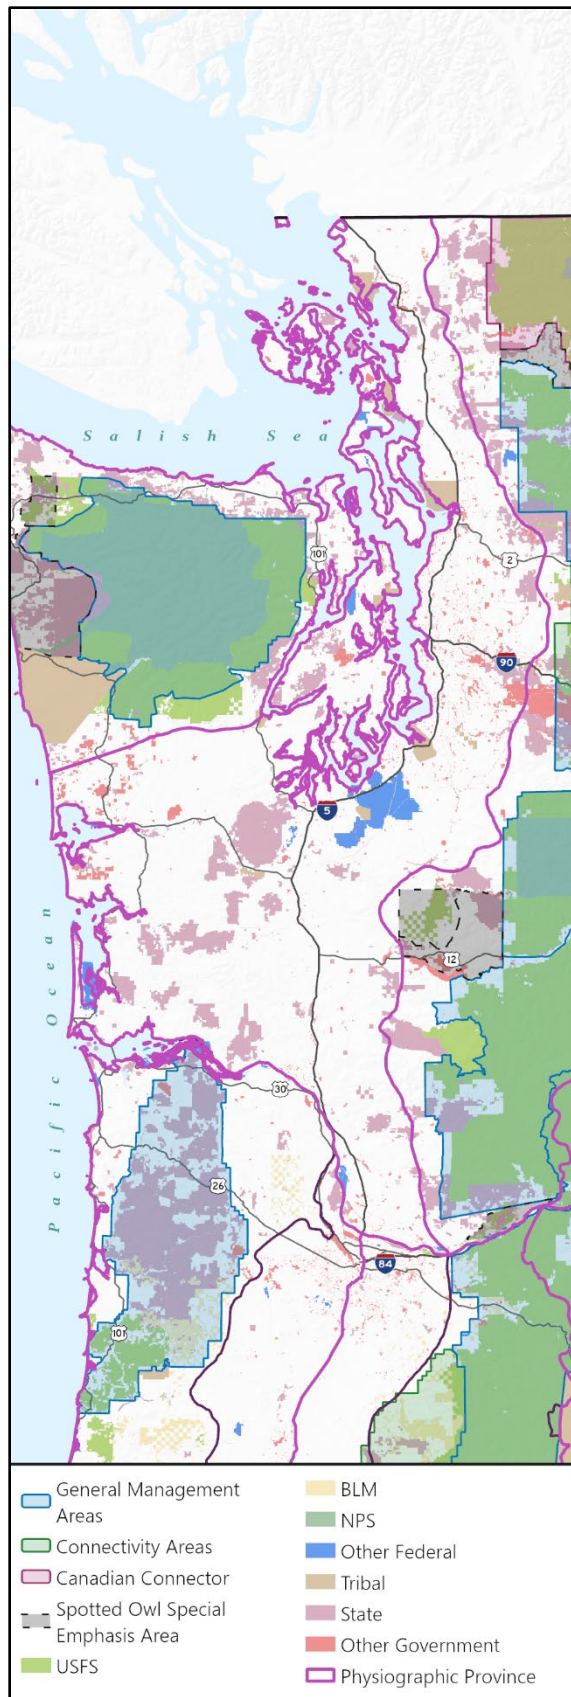 Salish Sea
101
2
90
5
Pacific Ocean
12
30
26
84
101
General Management
Areas
Connectivity Areas
Canadian Connector
Spotted Owl Special
Emphasis Area
USFS
BLM
NPS
Other Federal
Tribal
State
Other Government
Physiographic Province